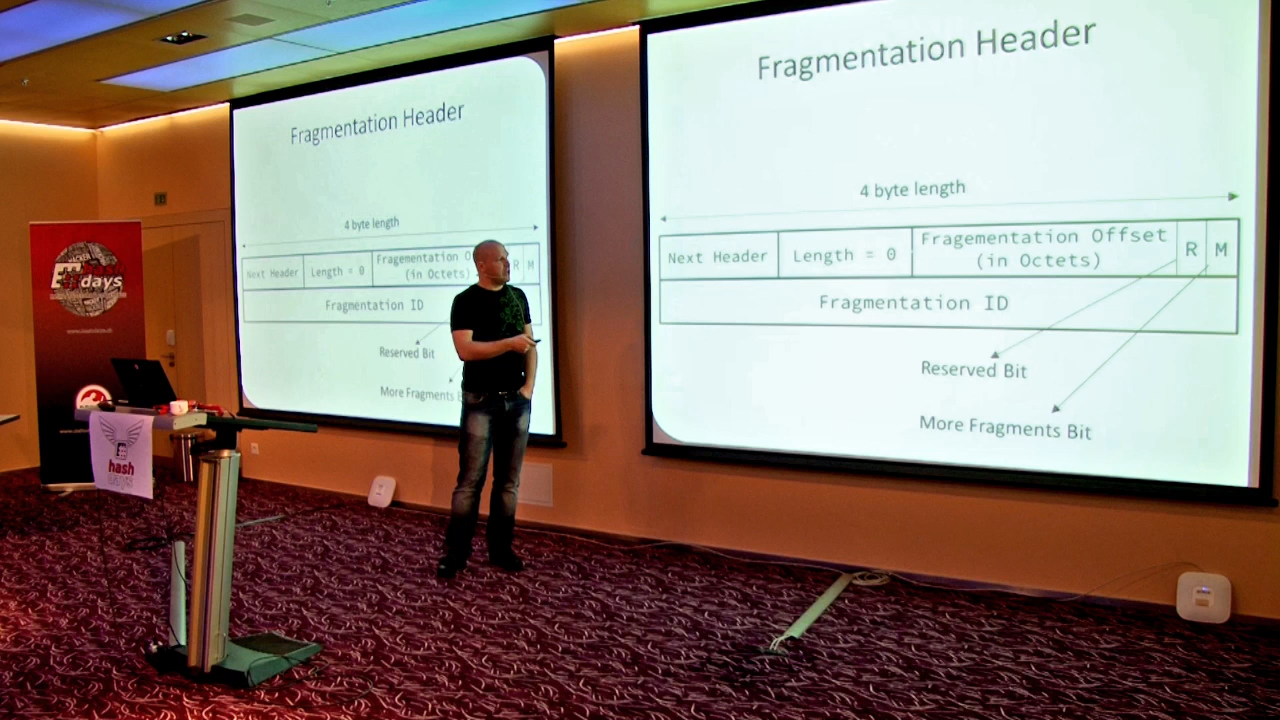 Fragmentation Header
4 byte length
Next Header
Length = 0
Fragmentation O
(in Octets)
R
M
Fragmentation ID
Reserved Bit
More Fragments
Fragmentation Header
4 byte length
Next Header
Length = 0
Fragementation Offset
(in Octets)
R
M
Fragmentation ID
Reserved Bit
More Fragments Bit
HACKER
hash
days
hash
days